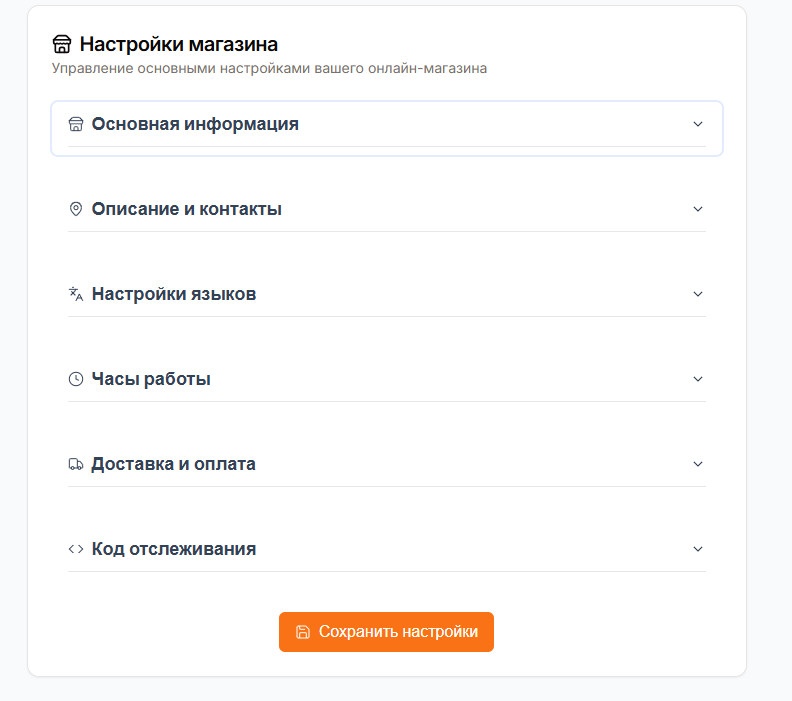 Настройки магазина
Управление основными настройками вашего онлайн-магазина
Основная информация
Описание и контакты
Настройки языков
Часы работы
Доставка и оплата
Код отслеживания
Сохранить настройки